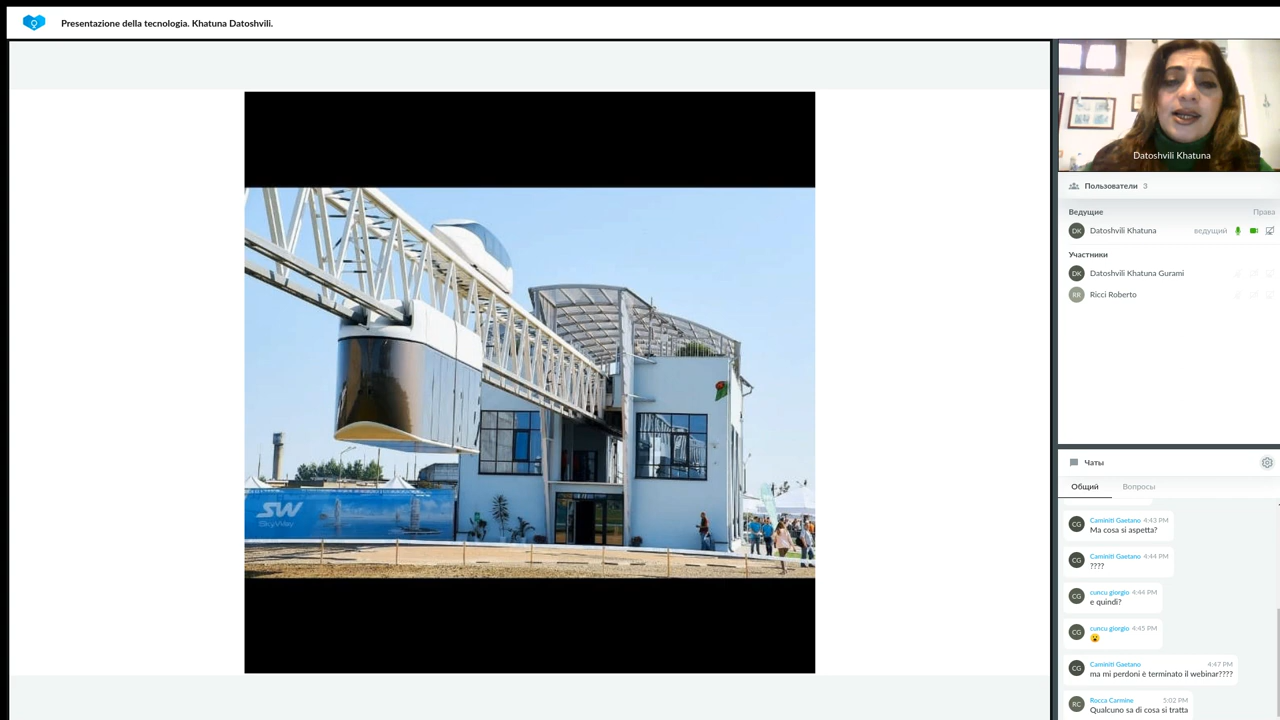 Presentazione della tecnologia. Khatuna Datoshvili.
SW
SkyWay
Datoshvili Khatuna
Пользователи 3
Ведущие Права
DK Datoshvili Khatuna ведущий
Участники
DK Datoshvili Khatuna Gurami
RR Ricci Roberto
Чаты
Общий Вопросы
CG Caminiti Gaetano 4:43 PM
Ma cosa si aspetta?
CG Caminiti Gaetano 4:44 PM
????
CG cuncu giorgio 4:44 PM
e quindi?
CG cuncu giorgio 4:45 PM
😮
CG Caminiti Gaetano 4:47 PM
ma mi perdoni è terminato il webinar????
RC Rocca Carmine 5:02 PM
Qualcuno sa di cosa si tratta